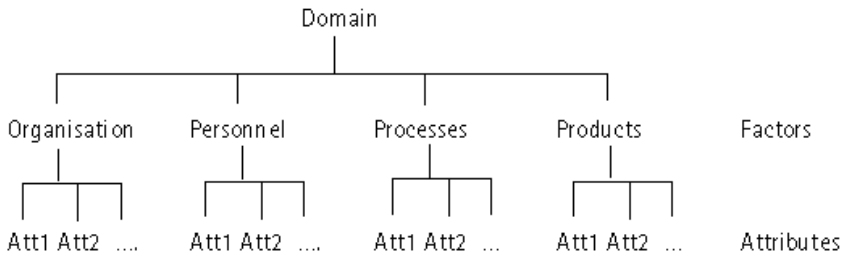 Domain
Organisation Personnel Processes Products Factors
Att1 Att2 .... Att1 Att2 .... Att1 Att2 ... Att1 Att2 ... Attributes